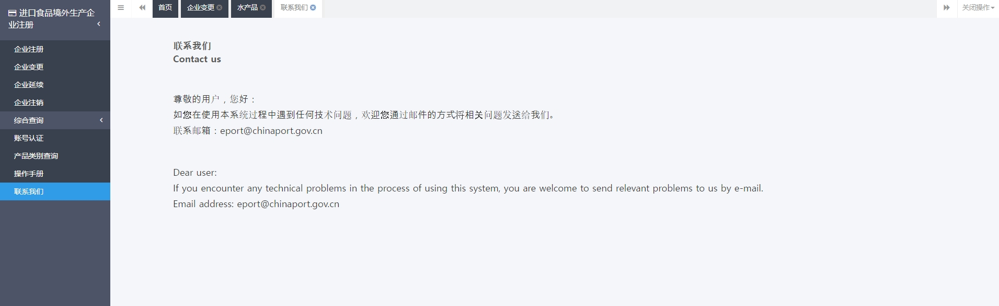 进口食品境外生产企
业注册
企业注册
企业变更
企业延续
企业注销
综合查询
账号认证
产品类别查询
操作手册
联系我们
首页 企业变更 水产品 联系我们 关闭操作
联系我们
Contact us
尊敬的用户，您好：
如您在使用本系统过程中遇到任何技术问题，欢迎您通过邮件的方式将相关问题发送给我们。
联系邮箱：eport@chinaport.gov.cn
Dear user:
If you encounter any technical problems in the process of using this system, you are welcome to send relevant problems to us by e-mail.
Email address: eport@chinaport.gov.cn